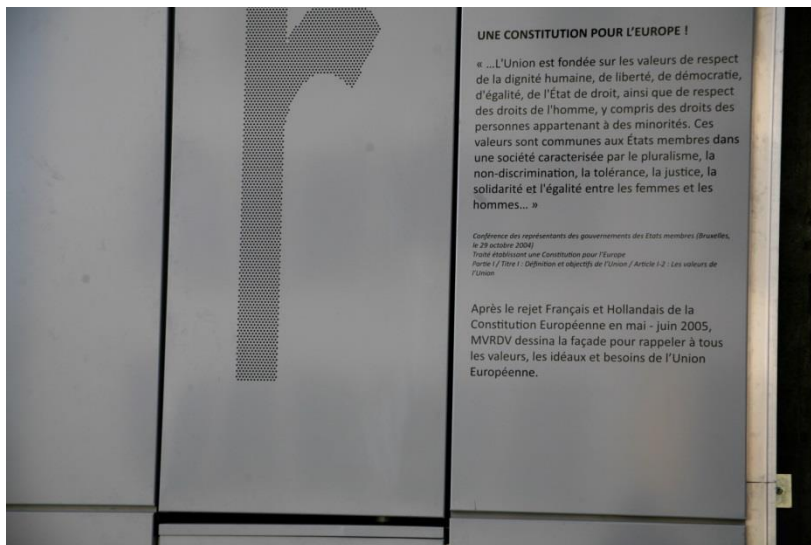 r
UNE CONSTITUTION POUR L'EUROPE !
« ...L'Union est fondée sur les valeurs de respect
de la dignité humaine, de liberté, de démocratie,
d'égalité, de l'État de droit, ainsi que de respect
des droits de l'homme, y compris des droits des
personnes appartenant à des minorités. Ces
valeurs sont communes aux États membres dans
une société caracterisée par le pluralisme, la
non-discrimination, la tolérance, la justice, la
solidarité et l'égalité entre les femmes et les
hommes... »
Conférence des représentants des gouvernements des Etats membres (Bruxelles,
le 29 octobre 2004)
Traité établissant une Constitution pour l'Europe
Partie I / Titre I : Définition et objectifs de l'Union / Article I-2 : Les valeurs de
l'Union
Après le rejet Français et Hollandais de la
Constitution Européenne en mai - juin 2005,
MVRDV dessina la façade pour rappeler à tous
les valeurs, les idéaux et besoins de l'Union
Européenne.